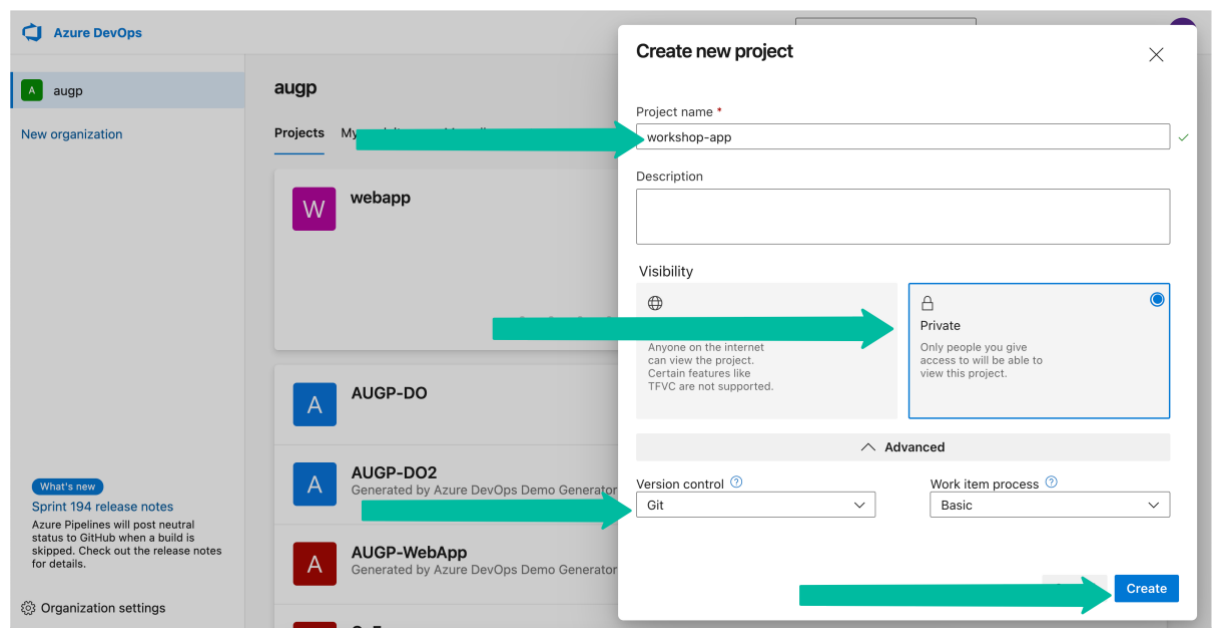 Azure DevOps
A augp
New organization
What's new
Sprint 194 release notes
Azure Pipelines will post neutral
status to GitHub when a build is
skipped. Check out the release notes
for details.
Organization settings
augp
Projects
W webapp
A AUGP-DO
A AUGP-DO2
Generated by Azure DevOps Demo Generator
A AUGP-WebApp
Generated by Azure DevOps Demo Generator
Create new project
Project name *
workshop-app
Description
Visibility
Anyone on the internet
can view the project.
Certain features like
TFVC are not supported.
Private
Only people you give
access to will be able to
view this project.
Advanced
Version control ?
Git
Work item process ?
Basic
Create